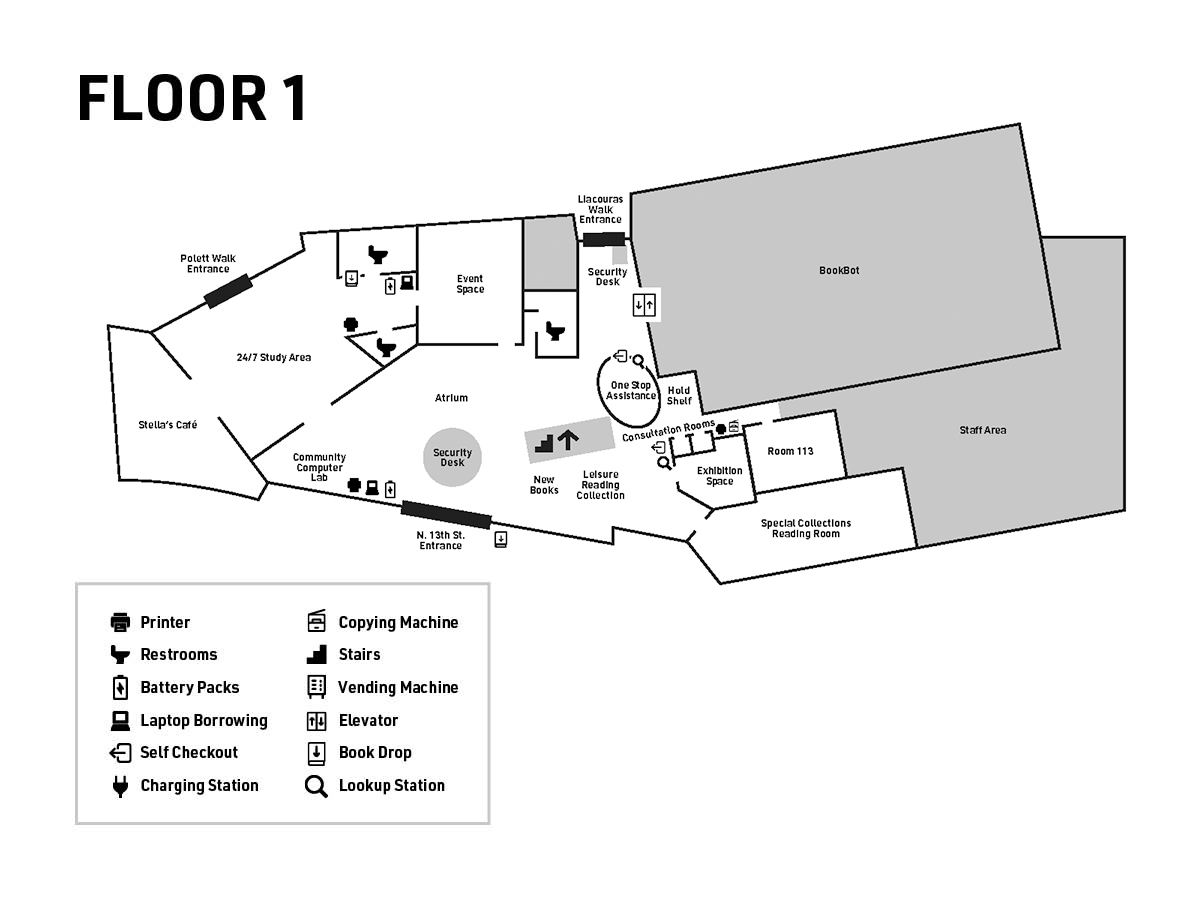 FLOOR 1
Llacouras
Walk
Entrance
Polett Walk
Entrance
Security
Desk
BookBot
Event
Space
24/7 Study Area
Atrium
One Stop
Assistance
Hold
Shelf
Stella's Café
Consultation Rooms
Staff Area
Room 113
Security
Desk
Community
Computer
Lab
New
Books
Leisure
Reading
Collection
Exhibition
Space
Special Collections
Reading Room
N. 13th St.
Entrance
Printer
Restrooms
Battery Packs
Laptop Borrowing
Self Checkout
Charging Station
Copying Machine
Stairs
Vending Machine
Elevator
Book Drop
Lookup Station